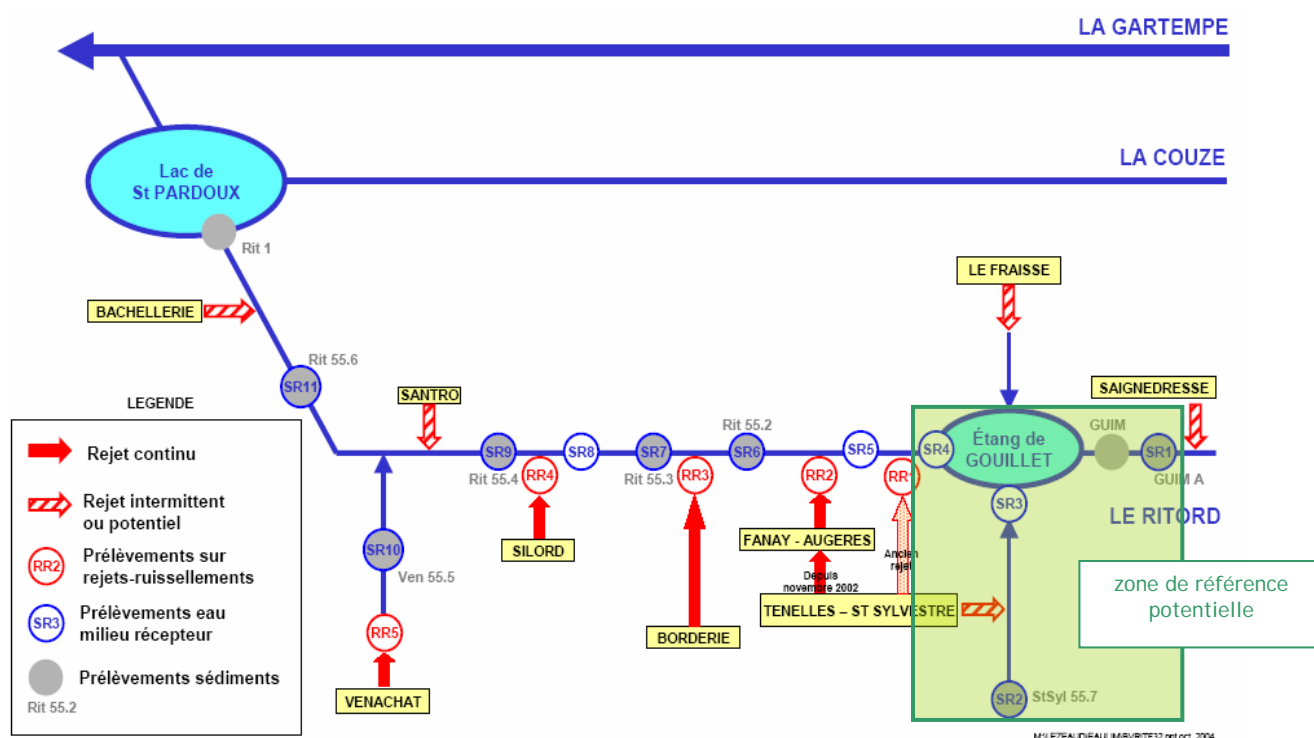 LA GARTEMPE
LA COUZE
Lac de
St PARDOUX
Rit 1
LE FRAISSE
BACHELLERIE
Rit 55.6
SR11
SANTRO
SAIGNEDRESSE
LEGENDE
Rejet continu
Rejet intermittent
ou potentiel
RR2
Prélèvements sur
rejets-ruissellements
SR3
Prélèvements eau
milieu récepteur
Prélèvements sédiments
Rit 55.2
SR9
Rit 55.4
RR4
SR8
SR7
Rit 55.3
RR3
Rit 55.2
SR6
RR2
SR5
RR1
SR4
Étang de
GOUILLET
GUIM
SR1
GUIM A
SR3
LE RITORD
SILORD
FANAY - AUGERES
Depuis
novembre 2002
Ancien
rejet
TENELLES – ST SYLVESTRE
BORDERIE
SR10
Ven 55.5
RR5
VENACHAT
zone de référence
potentielle
SR2
StSyl 55.7